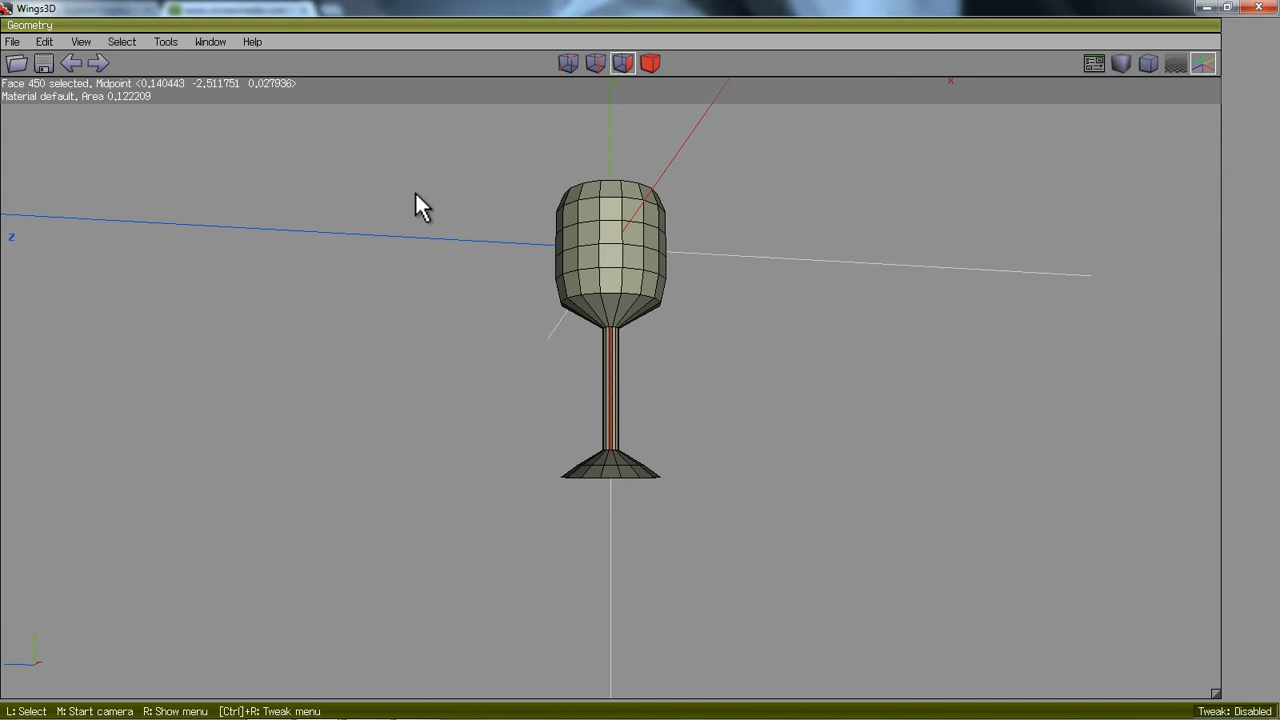 Wings3D
Geometry
File Edit View Select Tools Window Help
Face 450 selected. Midpoint <0.140443 -2.511751 0.027936>
Material default. Area 0.122209
X
Z
L: Select M: Start camera R: Show menu [Ctrl]+R: Tweak menu
Tweak: Disabled